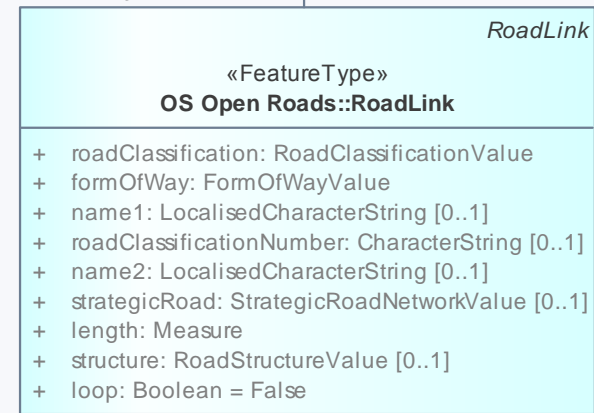 RoadLink
«FeatureType»
OS Open Roads::RoadLink
+ roadClassification: RoadClassificationValue
+ formOfWay: FormOfWayValue
+ name1: LocalisedCharacterString [0..1]
+ roadClassificationNumber: CharacterString [0..1]
+ name2: LocalisedCharacterString [0..1]
+ strategicRoad: StrategicRoadNetworkValue [0..1]
+ length: Measure
+ structure: RoadStructureValue [0..1]
+ loop: Boolean = False